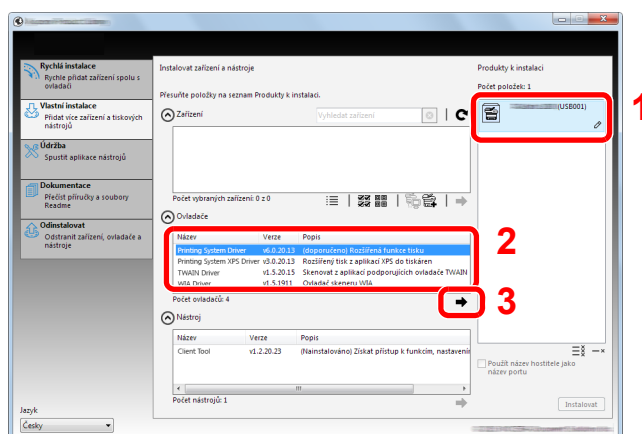 Rychlá instalace
Rychle přidat zařízení spolu s
ovladači
Vlastní instalace
Přidat více zařízení a tiskových
nástrojů
Údržba
Spustit aplikace nástrojů
Dokumentace
Přečíst příručky a soubory
Readme
Odinstalovat
Odstranit zařízení, ovladače a
nástroje
Jazyk
Česky
Instalovat zařízení a nástroje
Přesuňte položky na seznam Produkty k instalaci.
Zařízení
Vyhledat zařízení
Počet vybraných zařízení: 0 z 0
Ovladače
Název Verze Popis
Printing System Driver v6.0.20.13 (doporučeno) Rozšířená funkce tisku
Printing System XPS Driver v3.0.20.13 Rozšířený tisk z aplikací XPS do tiskáren
TWAIN Driver v1.5.2015 Skenovat z aplikací podporujících ovladače TWAIN
WIA Driver v1.5.1911 Ovladač skeneru WIA
Počet ovladačů: 4
Nástroj
Název Verze Popis
Client Tool v1.2.20.23 (Nainstalováno) Získat přístup k funkcím, nastavení
Počet nástrojů: 1
Produkty k instalaci
Počet položek: 1
(USB001)
Použít název hostitele jako
název portu
Instalovat
1
2
3